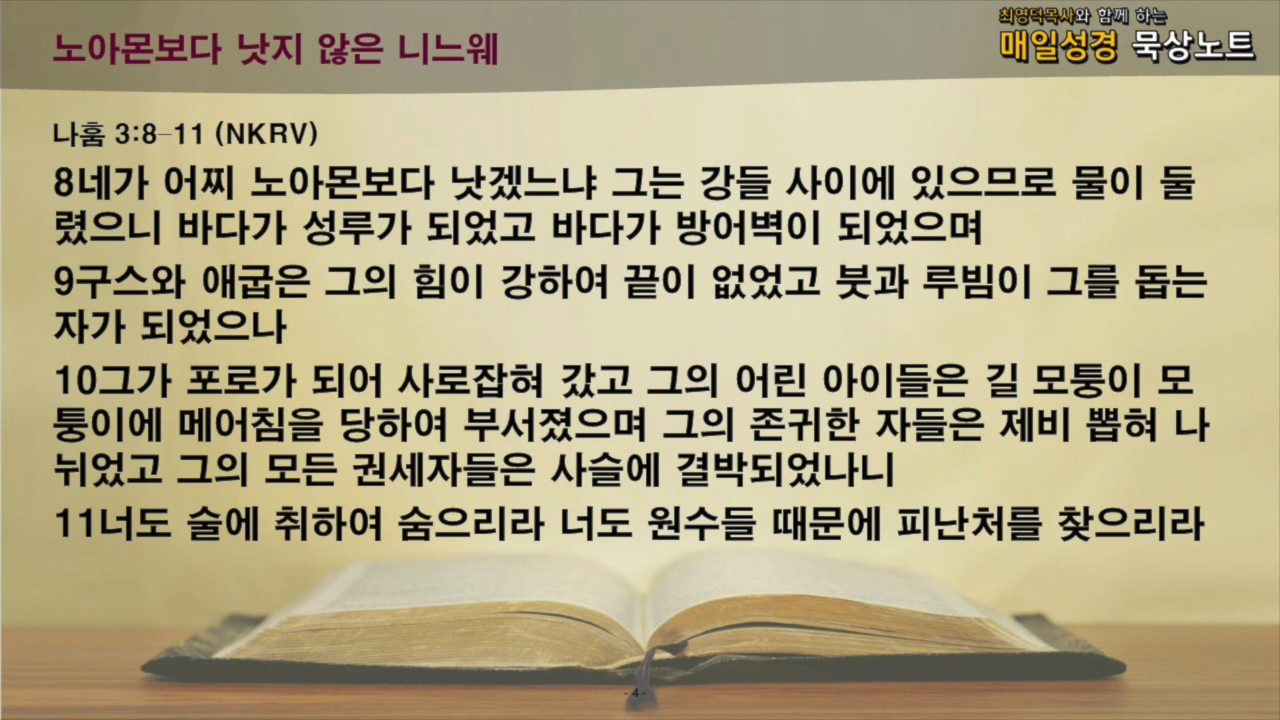 노아몬보다 낫지 않은 니느웨
최영덕목사와 함께 하는
매일성경 묵상노트
나훔 3:8-11 (NKRV)
8네가 어찌 노아몬보다 낫겠느냐 그는 강들 사이에 있으므로 물이 둘
렸으니 바다가 성루가 되었고 바다가 방어벽이 되었으며
9구스와 애굽은 그의 힘이 강하여 끝이 없었고 붓과 루빔이 그를 돕는
자가 되었으나
10그가 포로가 되어 사로잡혀 갔고 그의 어린 아이들은 길 모퉁이 모
퉁이에 메어침을 당하여 부서졌으며 그의 존귀한 자들은 제비 뽑혀 나
뉘었고 그의 모든 권세자들은 사슬에 결박되었나니
11너도 술에 취하여 숨으리라 너도 원수들 때문에 피난처를 찾으리라
- 4 -